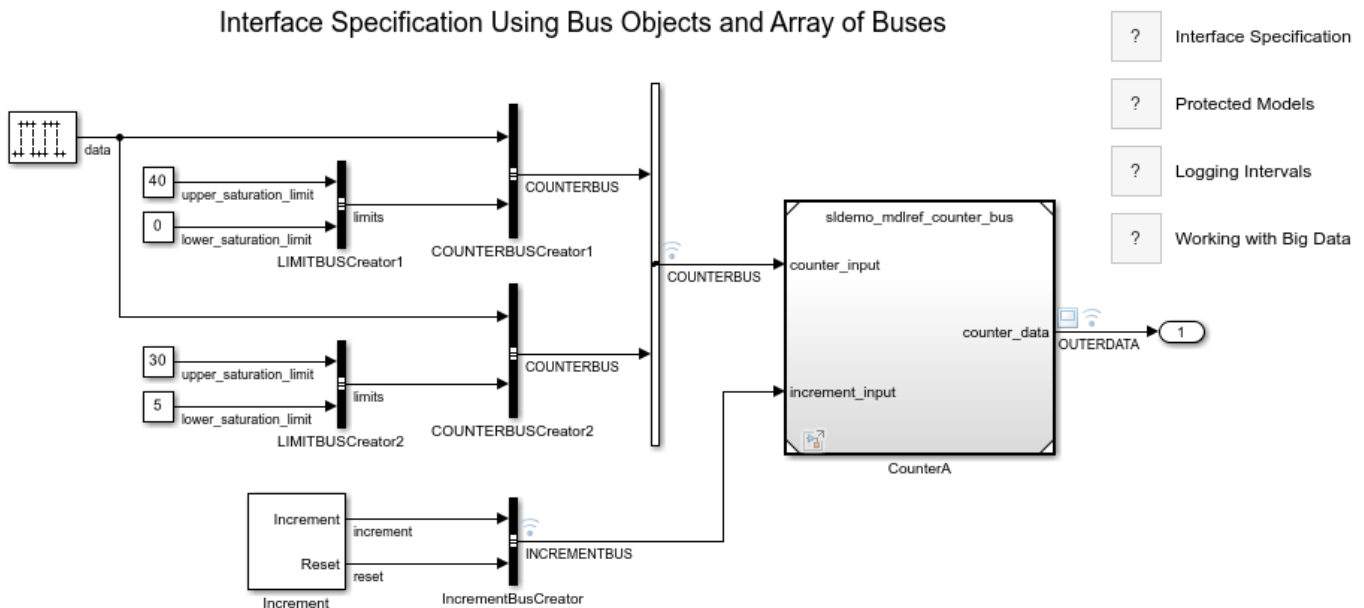 Interface Specification Using Bus Objects and Array of Buses
? Interface Specification
? Protected Models
? Logging Intervals
? Working with Big Data
data
40
upper_saturation_limit
0
lower_saturation_limit
limits
LIMITBUSCreator1
COUNTERBUS
COUNTERBUSCreator1
30
upper_saturation_limit
5
lower_saturation_limit
limits
LIMITBUSCreator2
COUNTERBUS
COUNTERBUSCreator2
COUNTERBUS
sldemo_mdlref_counter_bus
counter_input
counter_data
increment_input
CounterA
OUTERDATA
1
Increment
increment
Reset
reset
Increment
INCREMENTBUS
IncrementBusCreator